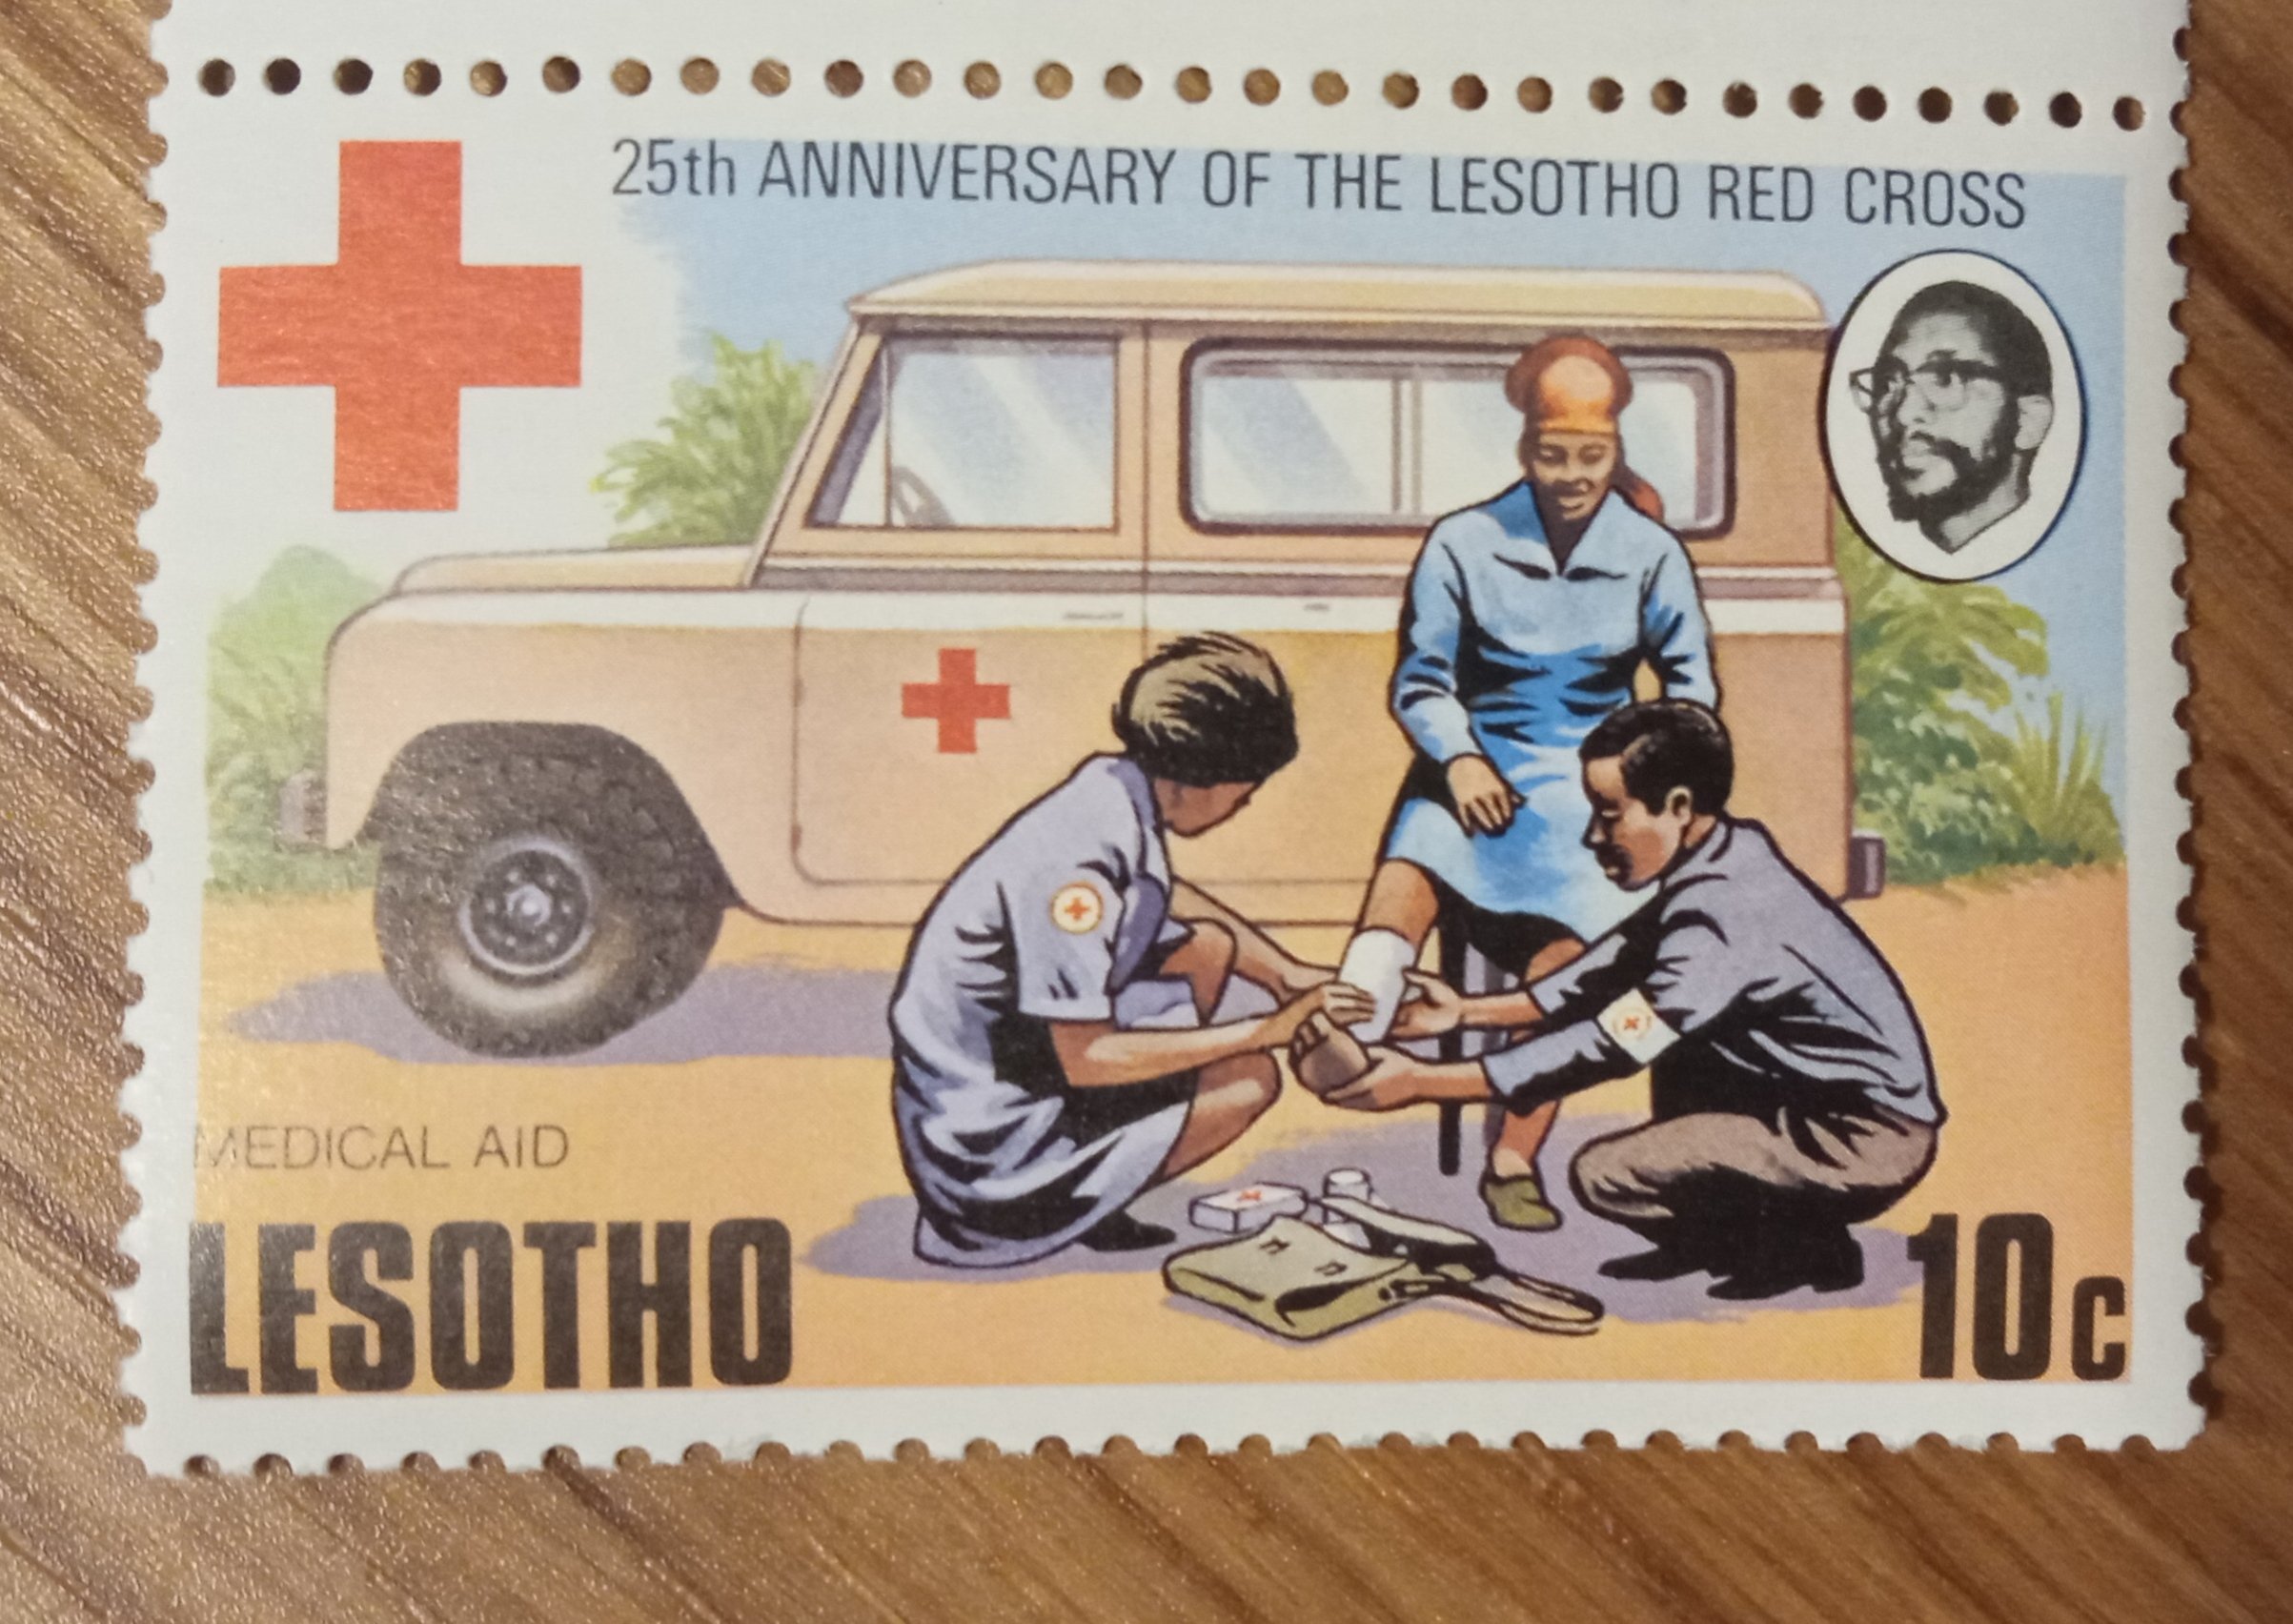 25th ANNIVERSARY OF THE LESOTHO RED CROSS
MEDICAL AID
LESOTHO
10c